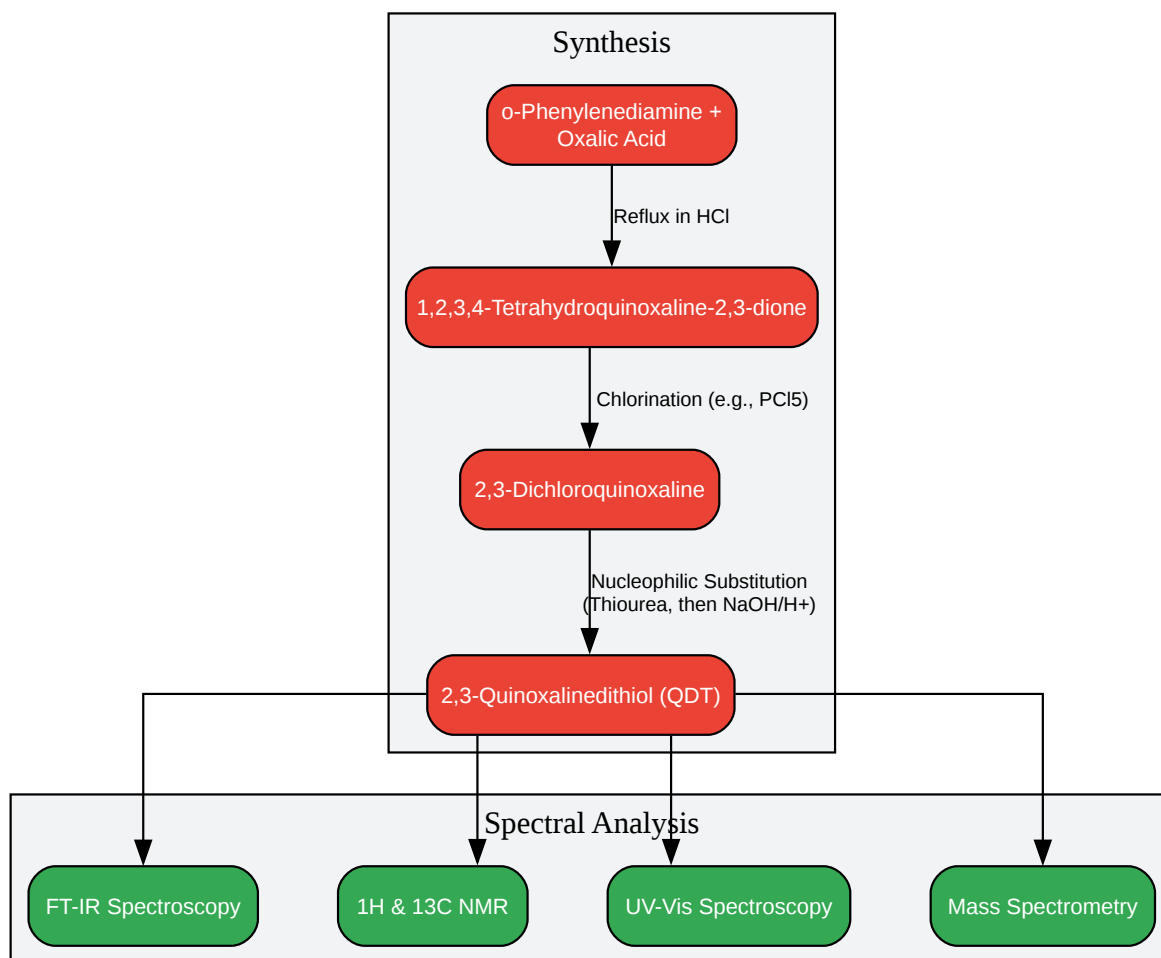 Synthesis
o-Phenylenediamine +
Oxalic Acid
Reflux in HCl
1,2,3,4-Tetrahydroquinoxaline-2,3-dione
Chlorination (e.g., PCl5)
2,3-Dichloroquinoxaline
Nucleophilic Substitution
(Thiourea, then NaOH/H+)
2,3-Quinoxalinedithiol (QDT)
Spectral Analysis
FT-IR Spectroscopy
1H & 13C NMR
UV-Vis Spectroscopy
Mass Spectrometry